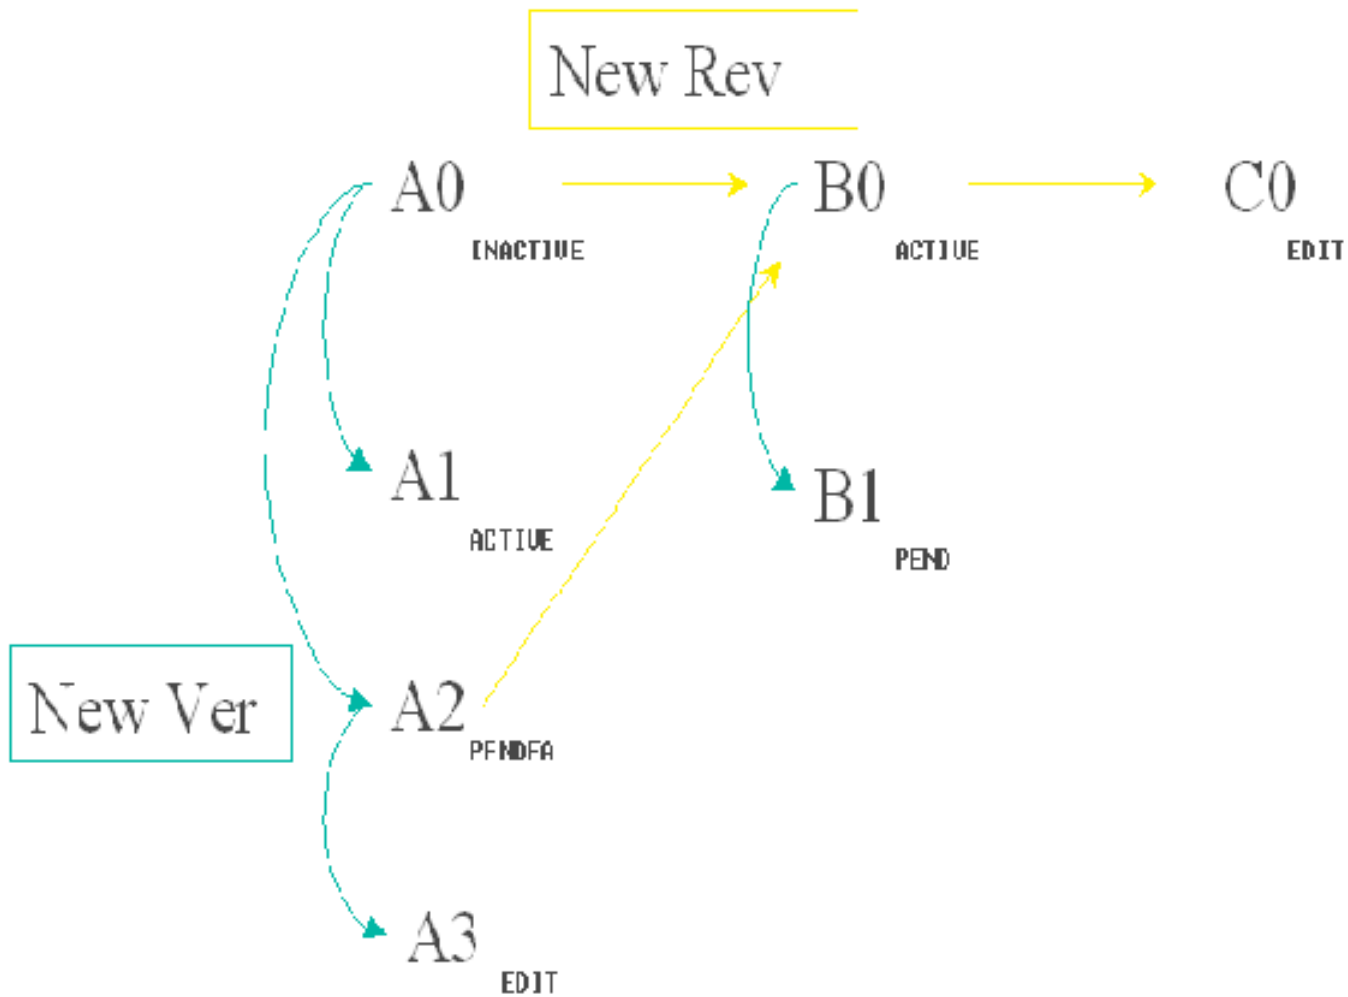 New Rev
A0
B0
C0
INACTIVE
ACTIVE
EDIT
A1
B1
ACTIVE
PEND
New Ver
A2
PENDEA
A3
EDIT